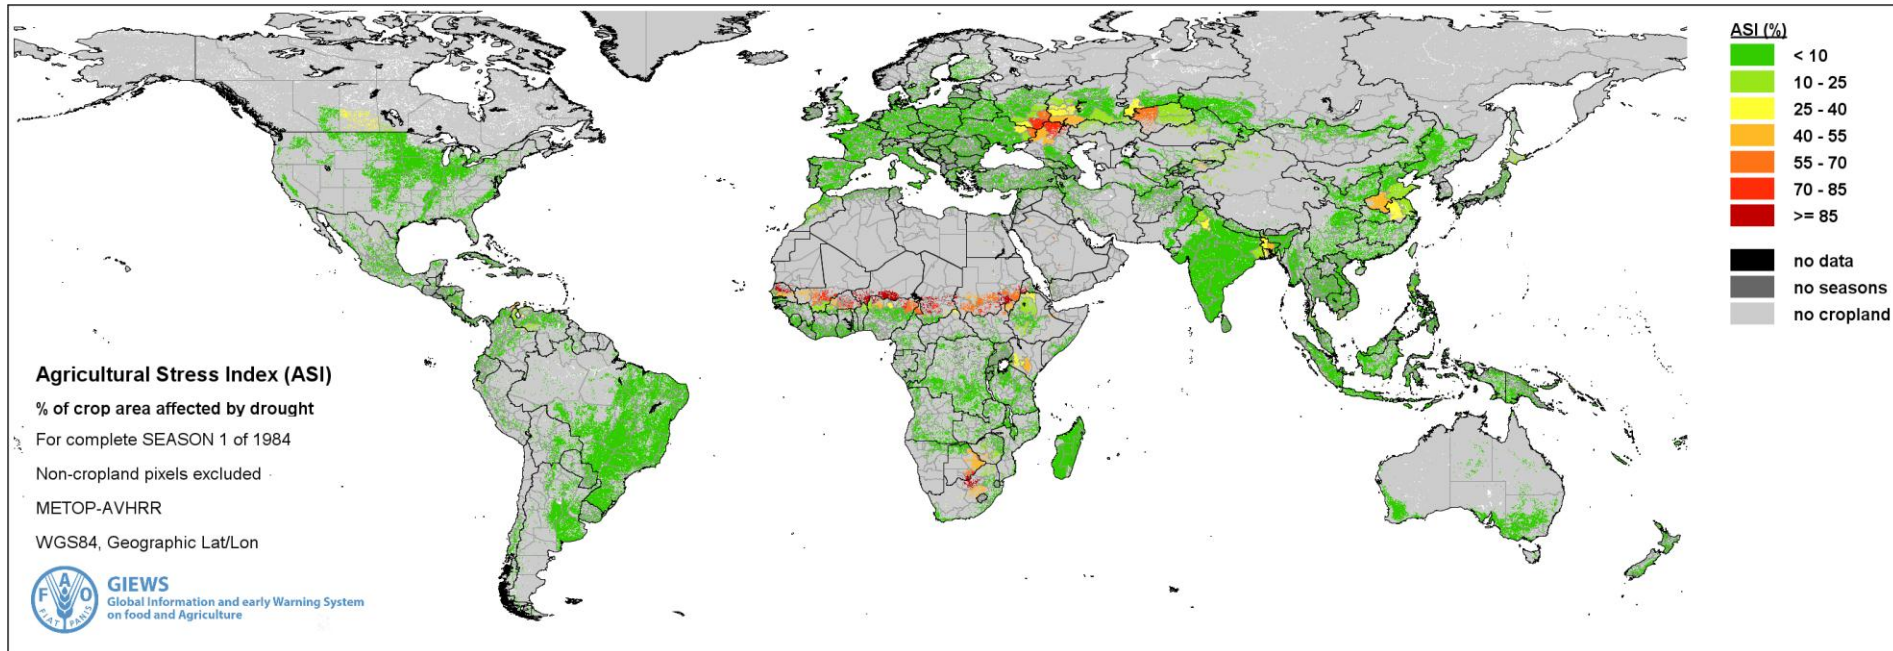 Agricultural Stress Index (ASI)
% of crop area affected by drought
For complete SEASON 1 of 1984
Non-cropland pixels excluded
METOP-AVHRR
WGS84, Geographic Lat/Lon
F A O
FIAT PANIS
GIEWS
Global Information and early Warning System
on food and Agriculture
ASI (%)
< 10
10 - 25
25 - 40
40 - 55
55 - 70
70 - 85
>= 85
no data
no seasons
no cropland